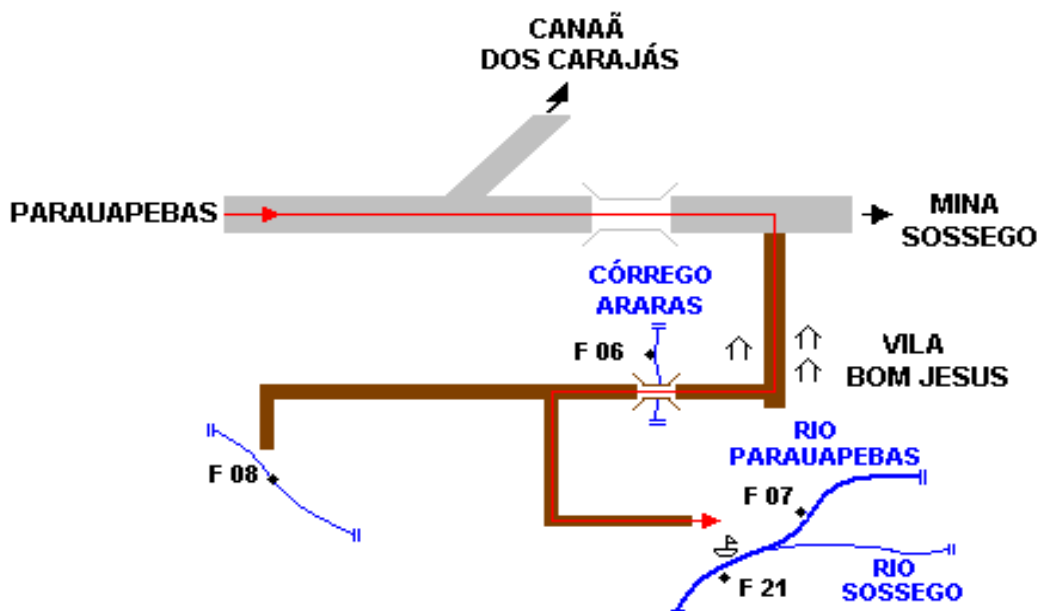 CANAÃ
DOS CARAJÁS
PARAUAPEBAS
MINA
SOSSEGO
CÓRREGO
ARARAS
F 06
VILA
BOM JESUS
RIO
PARAUAPEBAS
F 08
F 07
F 21
RIO
SOSSEGO